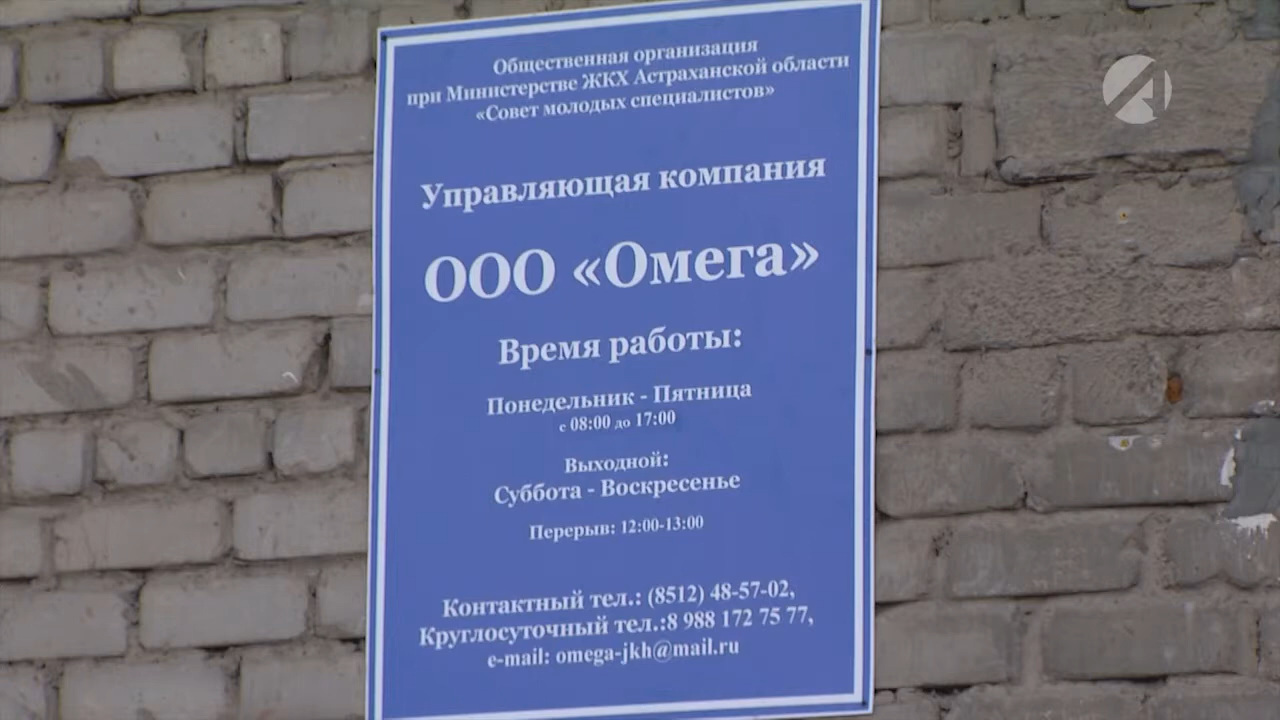 Общественная организация
при Министерстве ЖКХ Астраханской области
«Совет молодых специалистов»
Управляющая компания
ООО «Омега»
Время работы:
Понедельник - Пятница
с 08:00 до 17:00
Выходной:
Суббота - Воскресенье
Перерыв: 12:00-13:00
Контактный тел.: (8512) 48-57-02,
Круглосуточный тел.:8 988 172 75 77,
e-mail: omega-jkh@mail.ru